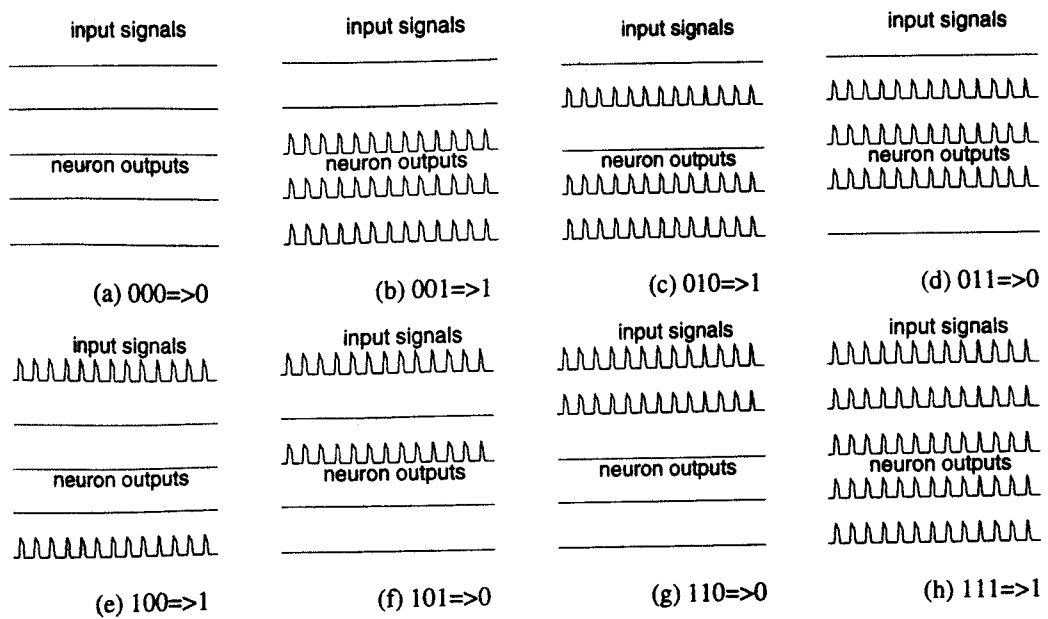 input signals
input signals
input signals
input signals
neuron outputs
neuron outputs
neuron outputs
neuron outputs
(a) 000=>0
(b) 001=>1
(c) 010=>1
(d) 011=>0
input signals
input signals
input signals
input signals
neuron outputs
neuron outputs
neuron outputs
neuron outputs
(e) 100=>1
(f) 101=>0
(g) 110=>0
(h) 111=>1